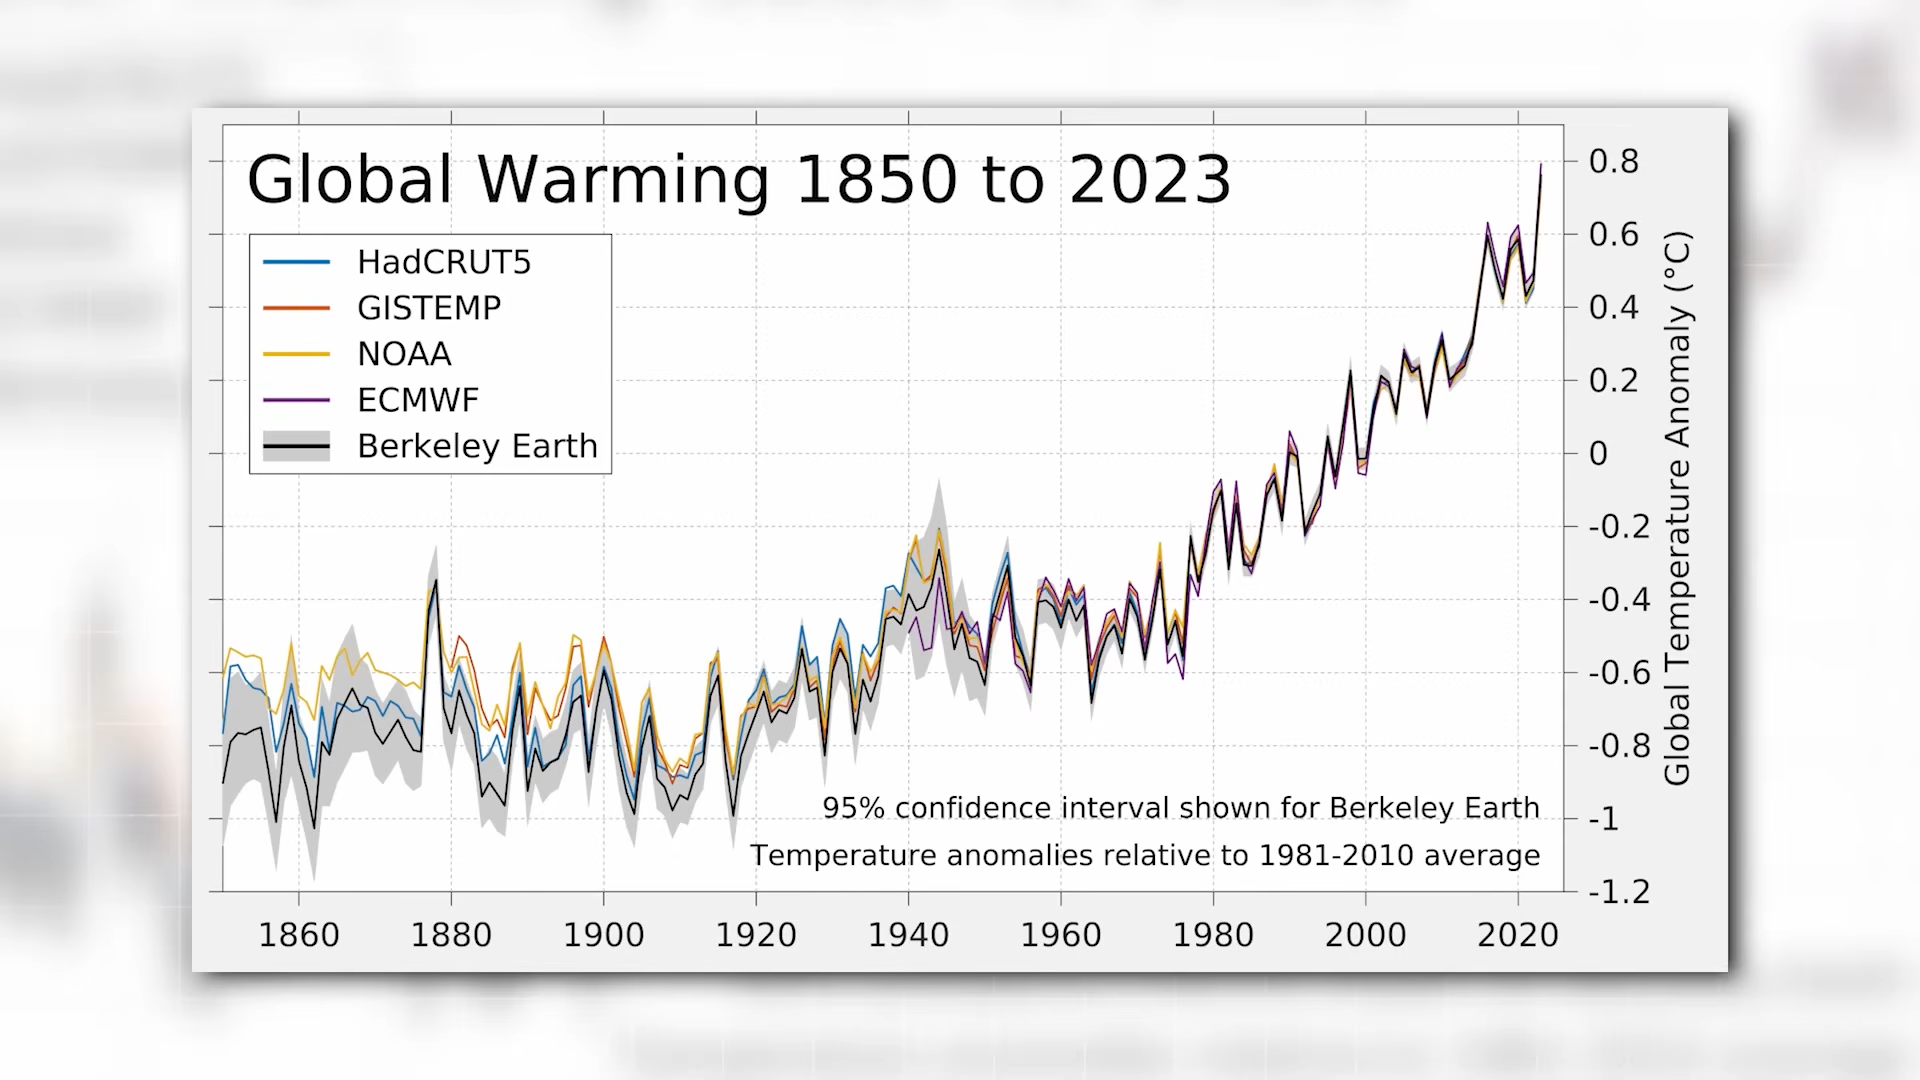 Global Warming 1850 to 2023
HadCRUT5
GISTEMP
NOAA
ECMWF
Berkeley Earth
0.8
0.6
0.4
0.2
0
-0.2
-0.4
-0.6
-0.8
-1
-1.2
Global Temperature Anomaly (°C)
95% confidence interval shown for Berkeley Earth
Temperature anomalies relative to 1981-2010 average
1860 1880 1900 1920 1940 1960 1980 2000 2020